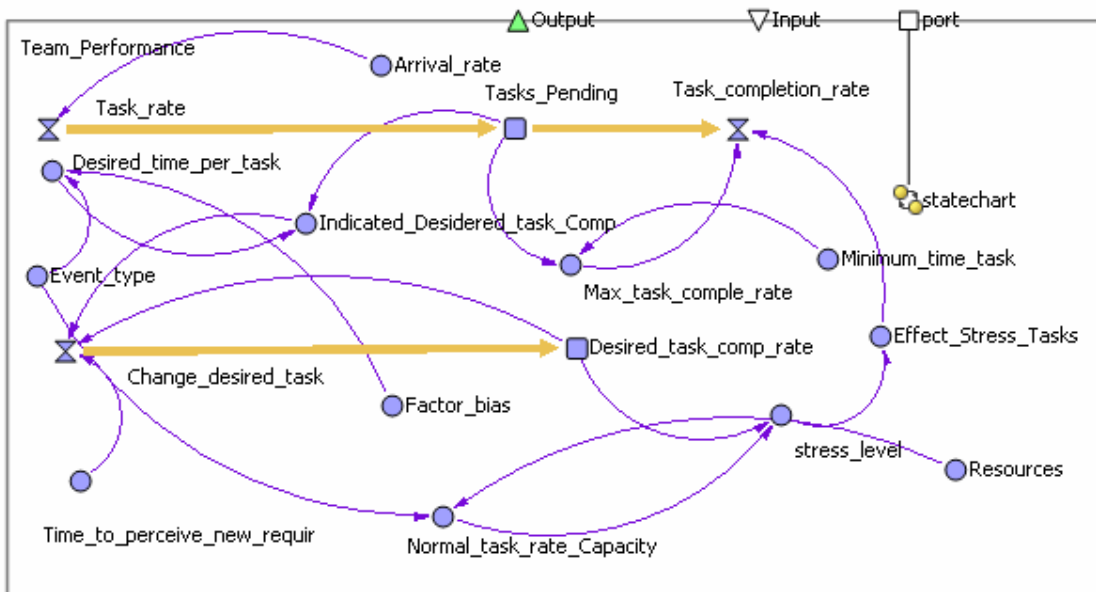 Output
Input
port
Team_Performance
Arrival_rate
Task_rate
Tasks_Pending
Task_completion_rate
Desired_time_per_task
statechart
Indicated_Desidered_task_Comp
Event_type
Minimum_time_task
Max_task_comple_rate
Effect_Stress_Tasks
Desired_task_comp_rate
Change_desired_task
Factor_bias
stress_level
Resources
Time_to_perceive_new_requir
Normal_task_rate_Capacity